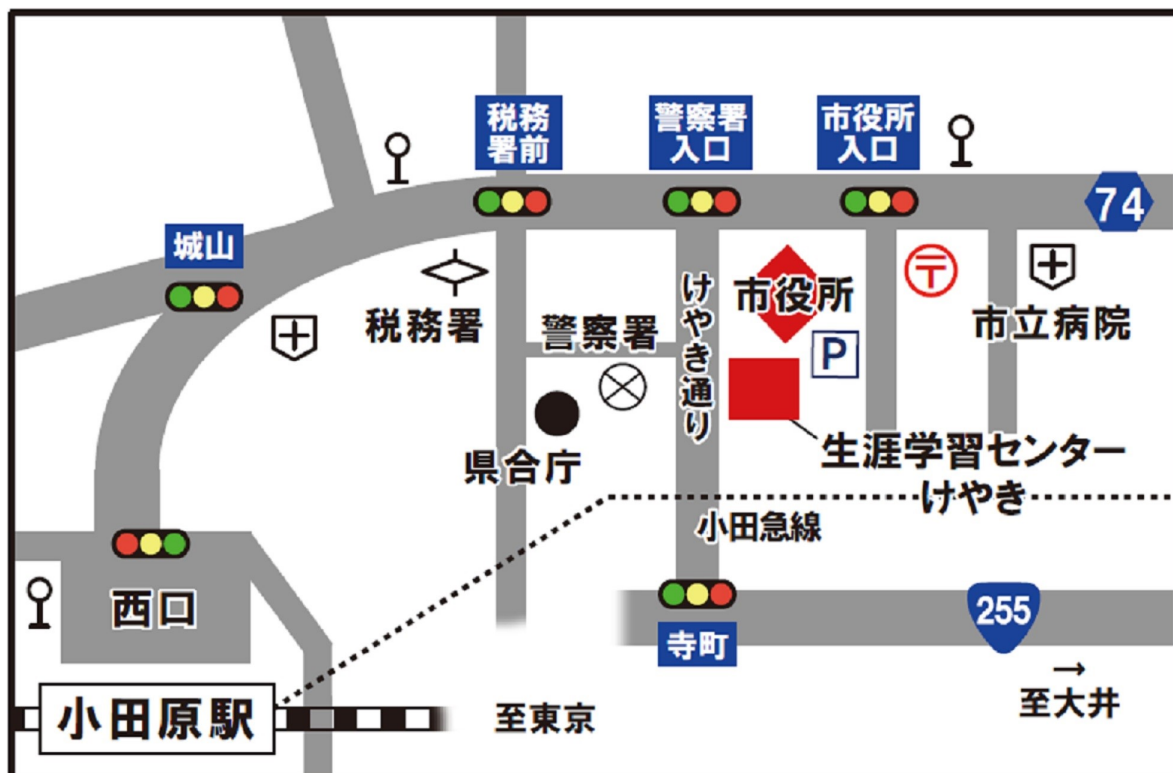 税務
署前
警察署
入口
市役所
入口
74
城山
税務署
警察署
けやき通り
市役所
〒
市立病院
P
県合庁
生涯学習センター
けやき
小田急線
西口
255
寺町
→
至大井
小田原駅
至東京